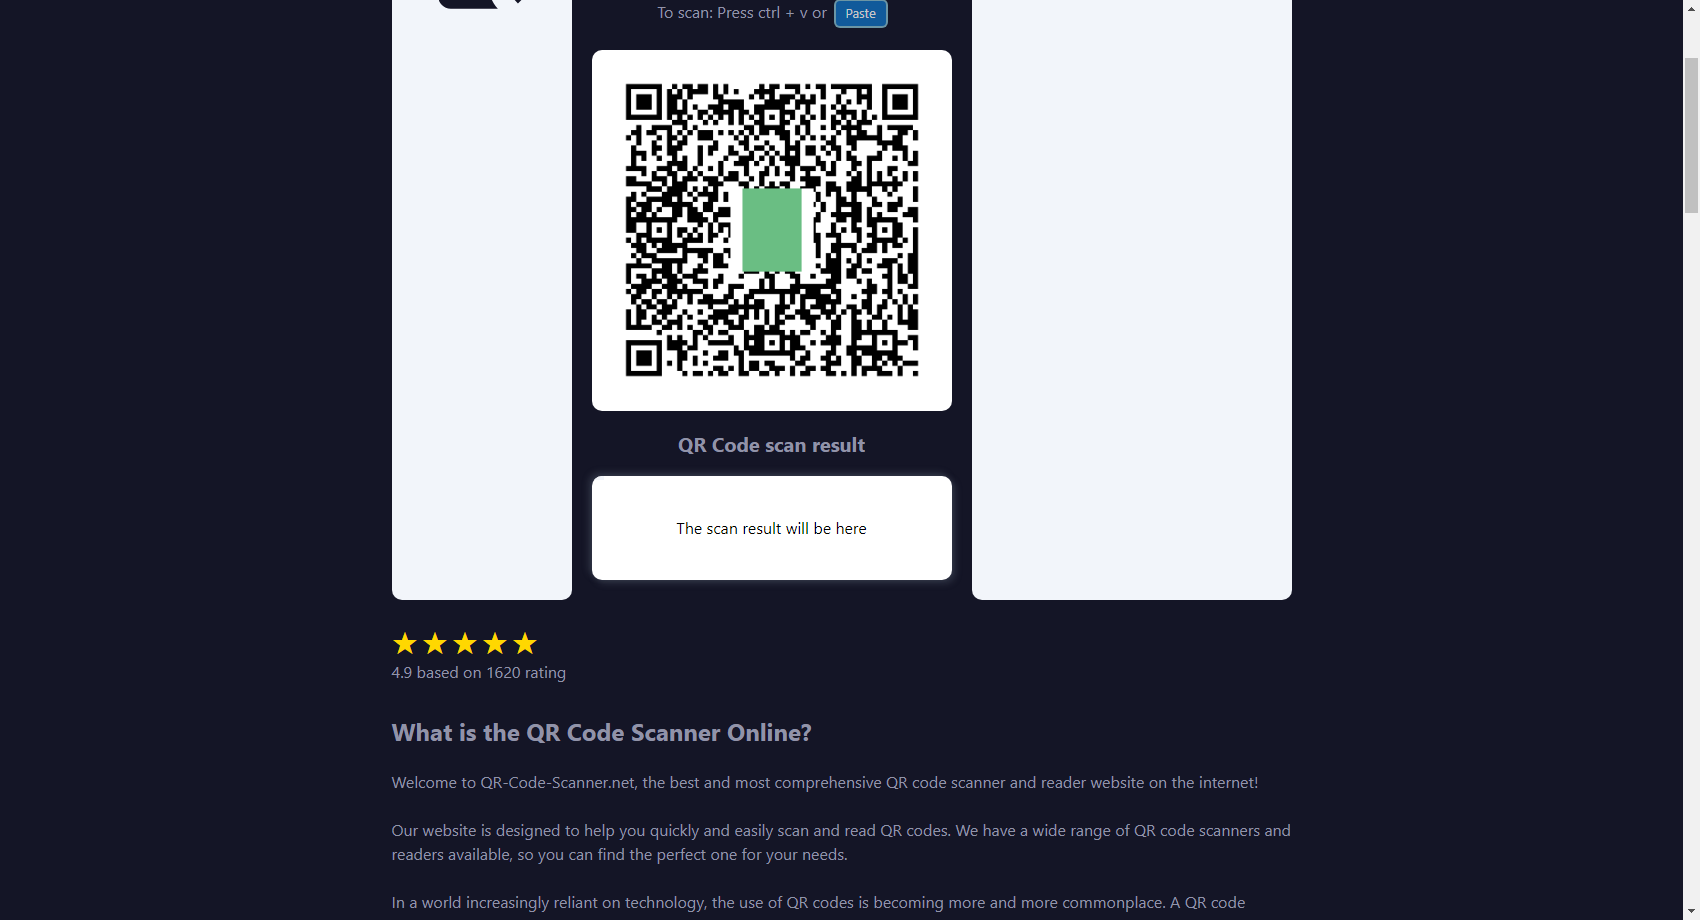 To scan: Press ctrl + v or Paste
QR Code scan result
The scan result will be here
4.9 based on 1620 rating
What is the QR Code Scanner Online?
Welcome to QR-Code-Scanner.net, the best and most comprehensive QR code scanner and reader website on the internet!
Our website is designed to help you quickly and easily scan and read QR codes. We have a wide range of QR code scanners and
readers available, so you can find the perfect one for your needs.
In a world increasingly reliant on technology, the use of QR codes is becoming more and more commonplace. A QR code